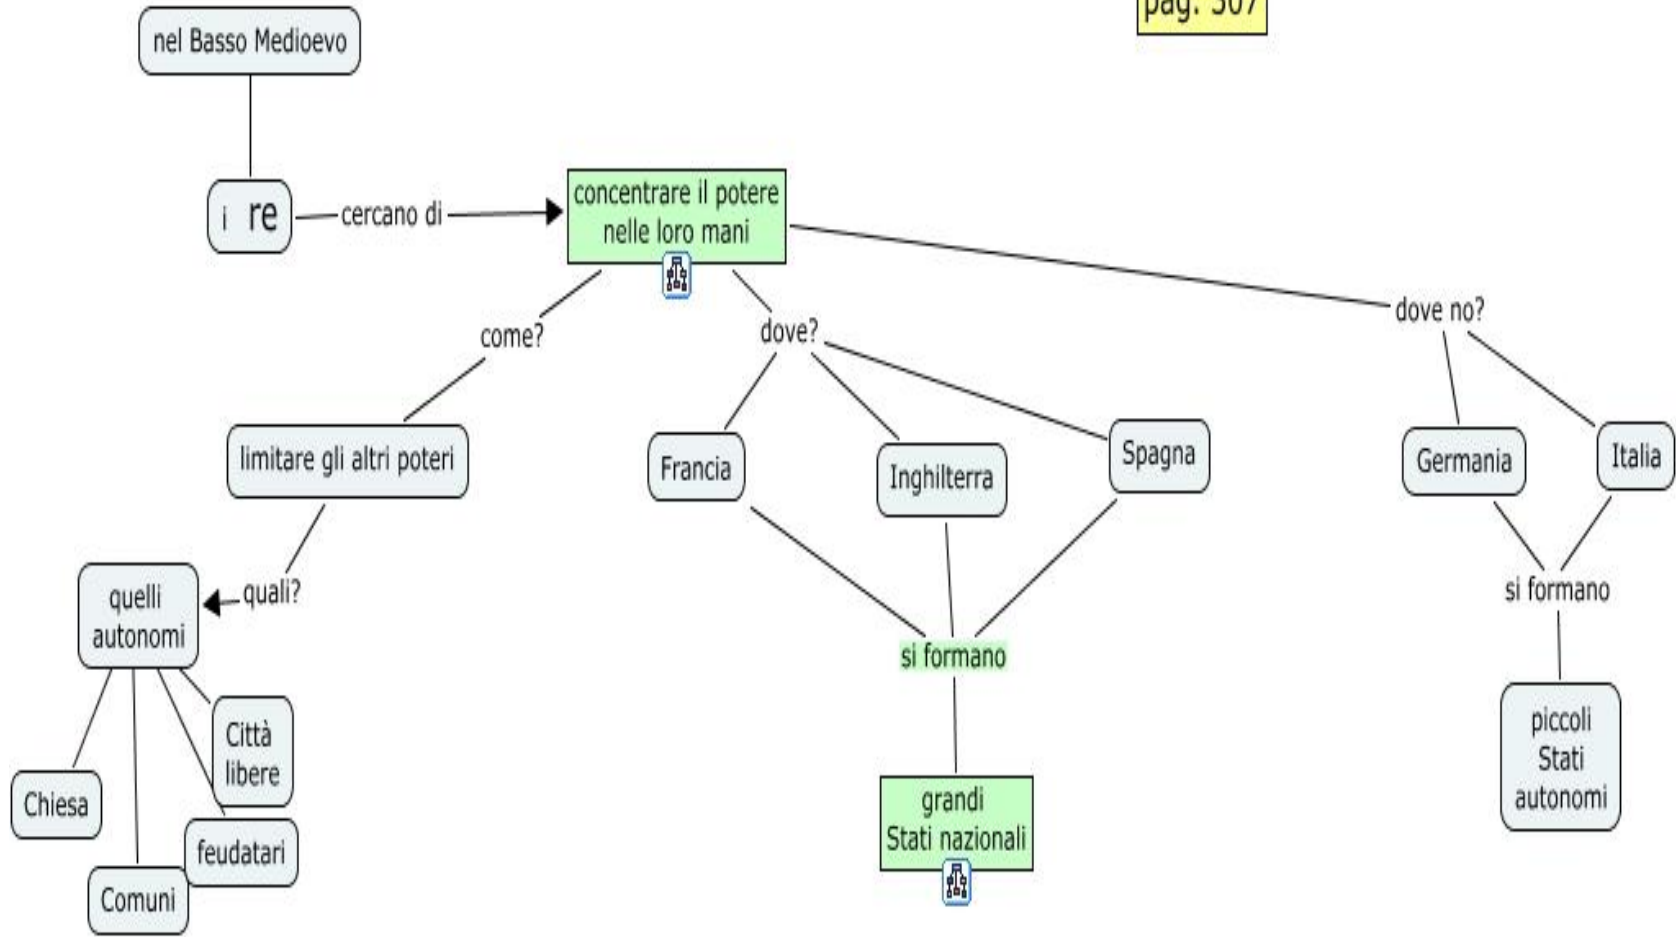 pag. 307
nel Basso Medioevo
i re
cercano di
concentrare il potere
nelle loro mani
come?
dove?
dove no?
limitare gli altri poteri
Francia
Inghilterra
Spagna
Germania
Italia
quali?
quelli
autonomi
si formano
si formano
Città
libere
Chiesa
feudatari
Comuni
grandi
Stati nazionali
piccoli
Stati
autonomi